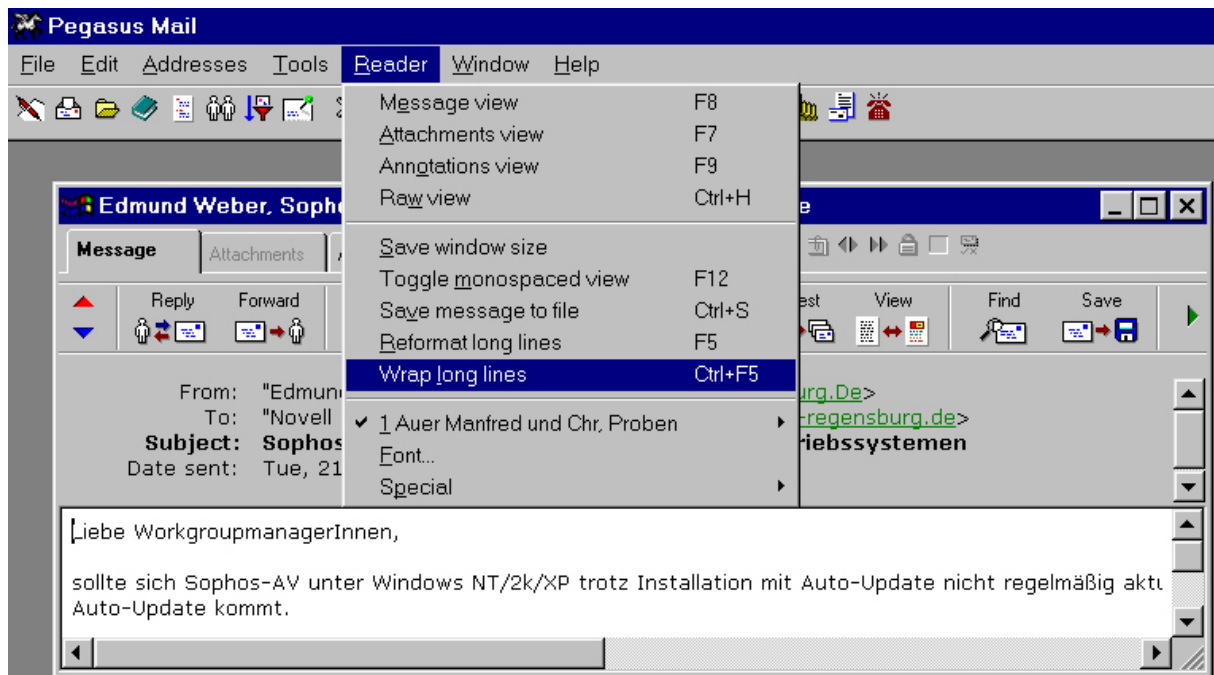 Pegasus Mail
File Edit Addresses Tools Reader Window Help
Message view F8
Attachments view F7
Annotations view F9
Raw view Ctrl+H
Save window size
Toggle monospaced view F12
Save message to file Ctrl+S
Reformat long lines F5
Wrap long lines Ctrl+F5
1 Auer Manfred und Chr, Proben
Font...
Special
Edmund Weber, Soph
Message Attachments
Reply Forward View Find Save
From: "Edmun urg.De>
To: "Novell -regensburg.de>
Subject: Sophos riebssystemen
Date sent: Tue, 21
Liebe WorkgroupmanagerInnen,
sollte sich Sophos-AV unter Windows NT/2k/XP trotz Installation mit Auto-Update nicht regelmäßig aktu
Auto-Update kommt.